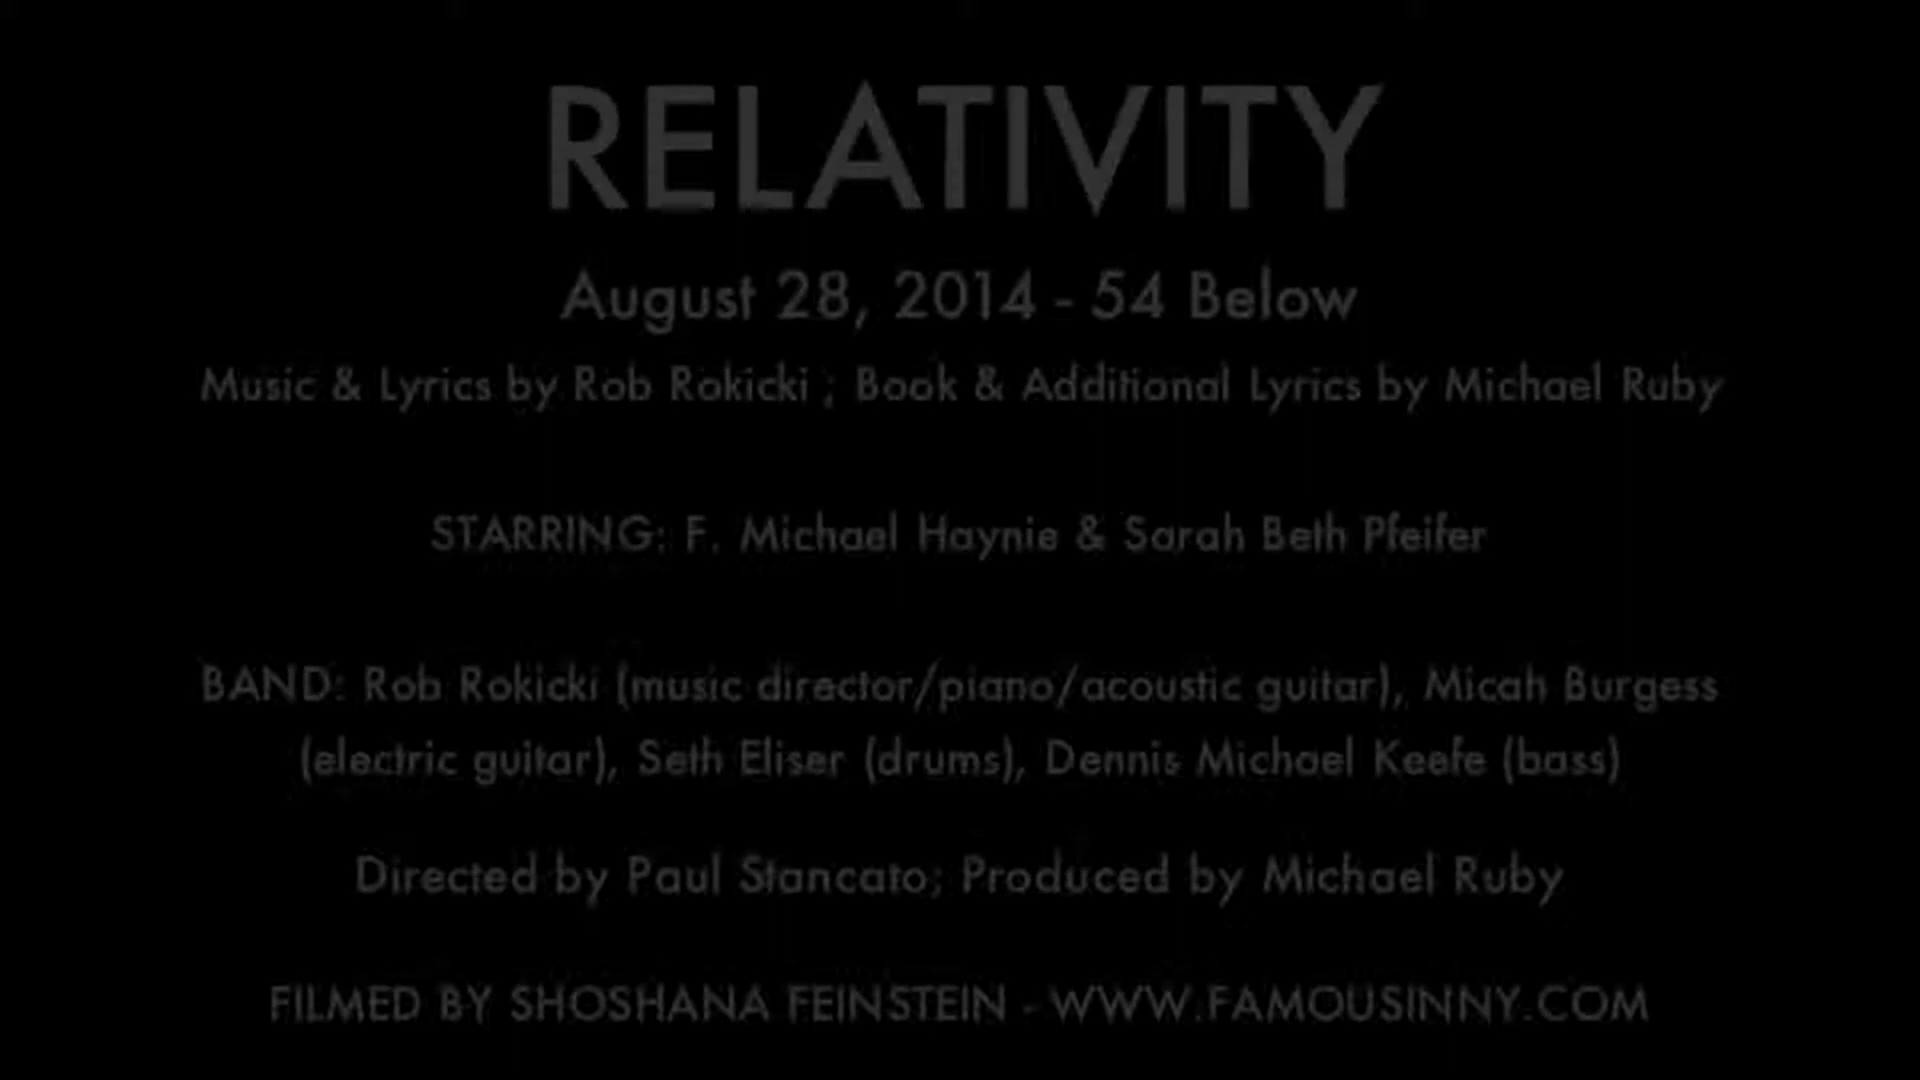 RELATIVITY
August 28, 2014 - 54 Below
Music & Lyrics by Rob Rokicki ; Book & Additional Lyrics by Michael Ruby
STARRING: F. Michael Haynie & Sarah Beth Pfeifer
BAND: Rob Rokicki (music director/piano/acoustic guitar), Micah Burgess
(electric guitar), Seth Eliser (drums), Dennis Michael Keefe (bass)
Directed by Paul Stancato; Produced by Michael Ruby
FILMED BY SHOSHANA FEINSTEIN - WWW.FAMOUSINNY.COM